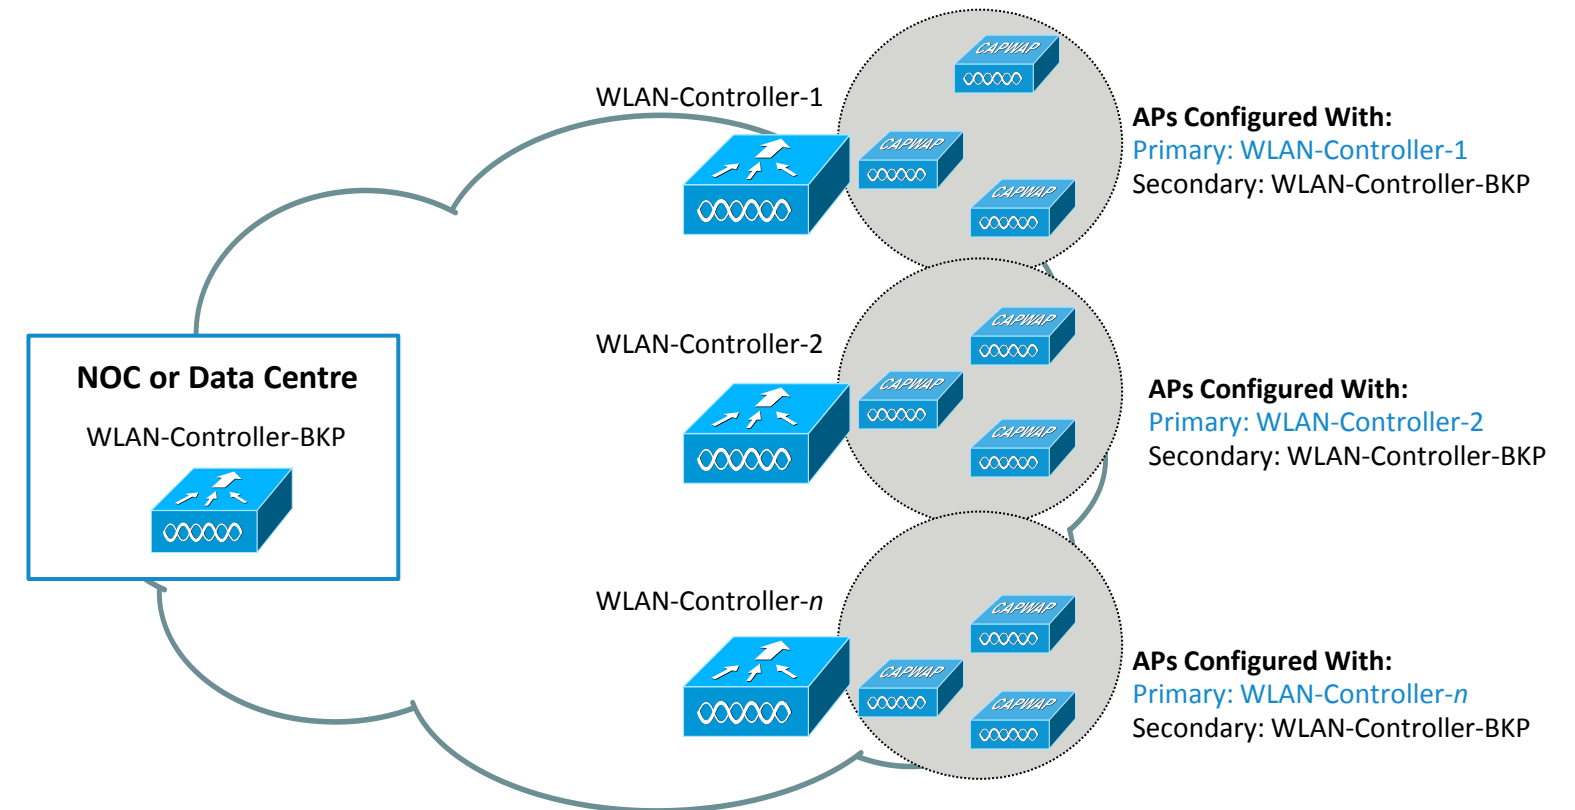 WLAN-Controller-1
CAPWAP
CAPWAP
CAPWAP
APs Configured With:
Primary: WLAN-Controller-1
Secondary: WLAN-Controller-BKP
NOC or Data Centre
WLAN-Controller-BKP
WLAN-Controller-2
CAPWAP
CAPWAP
CAPWAP
APs Configured With:
Primary: WLAN-Controller-2
Secondary: WLAN-Controller-BKP
WLAN-Controller-n
CAPWAP
CAPWAP
CAPWAP
APs Configured With:
Primary: WLAN-Controller-n
Secondary: WLAN-Controller-BKP